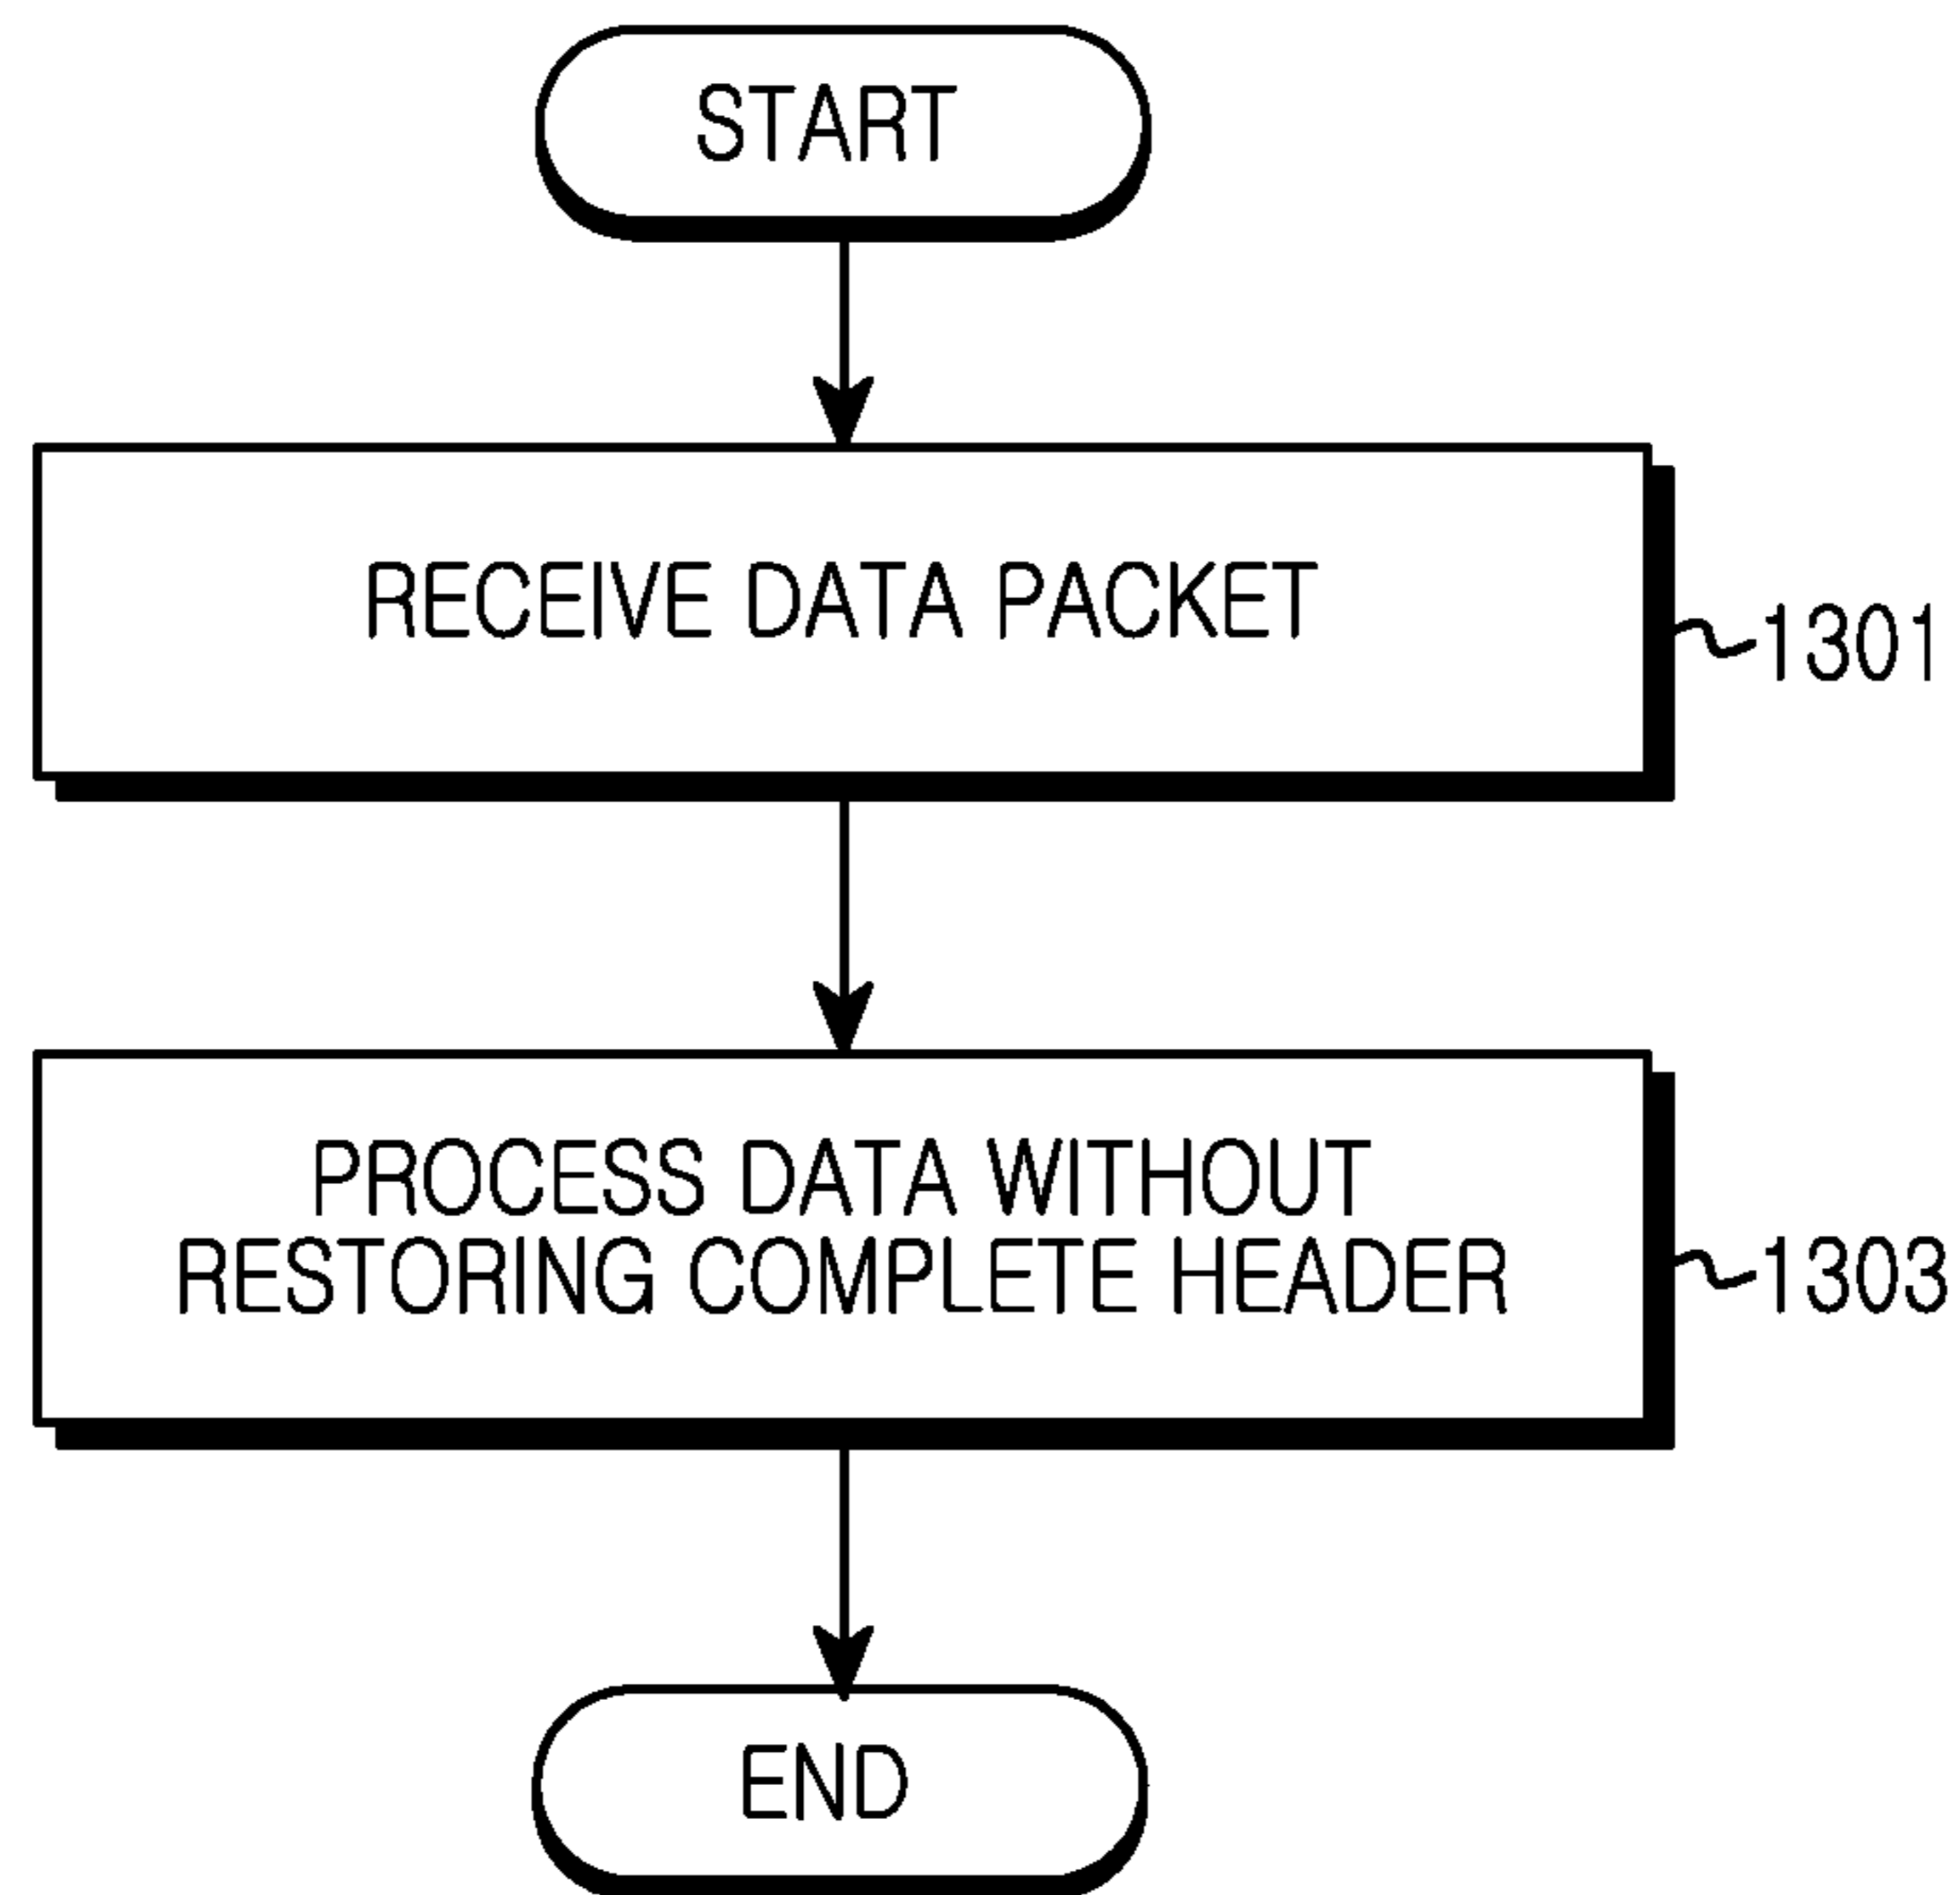 START
RECEIVE DATA PACKET
1301
PROCESS DATA WITHOUT
RESTORING COMPLETE HEADER
1303
END